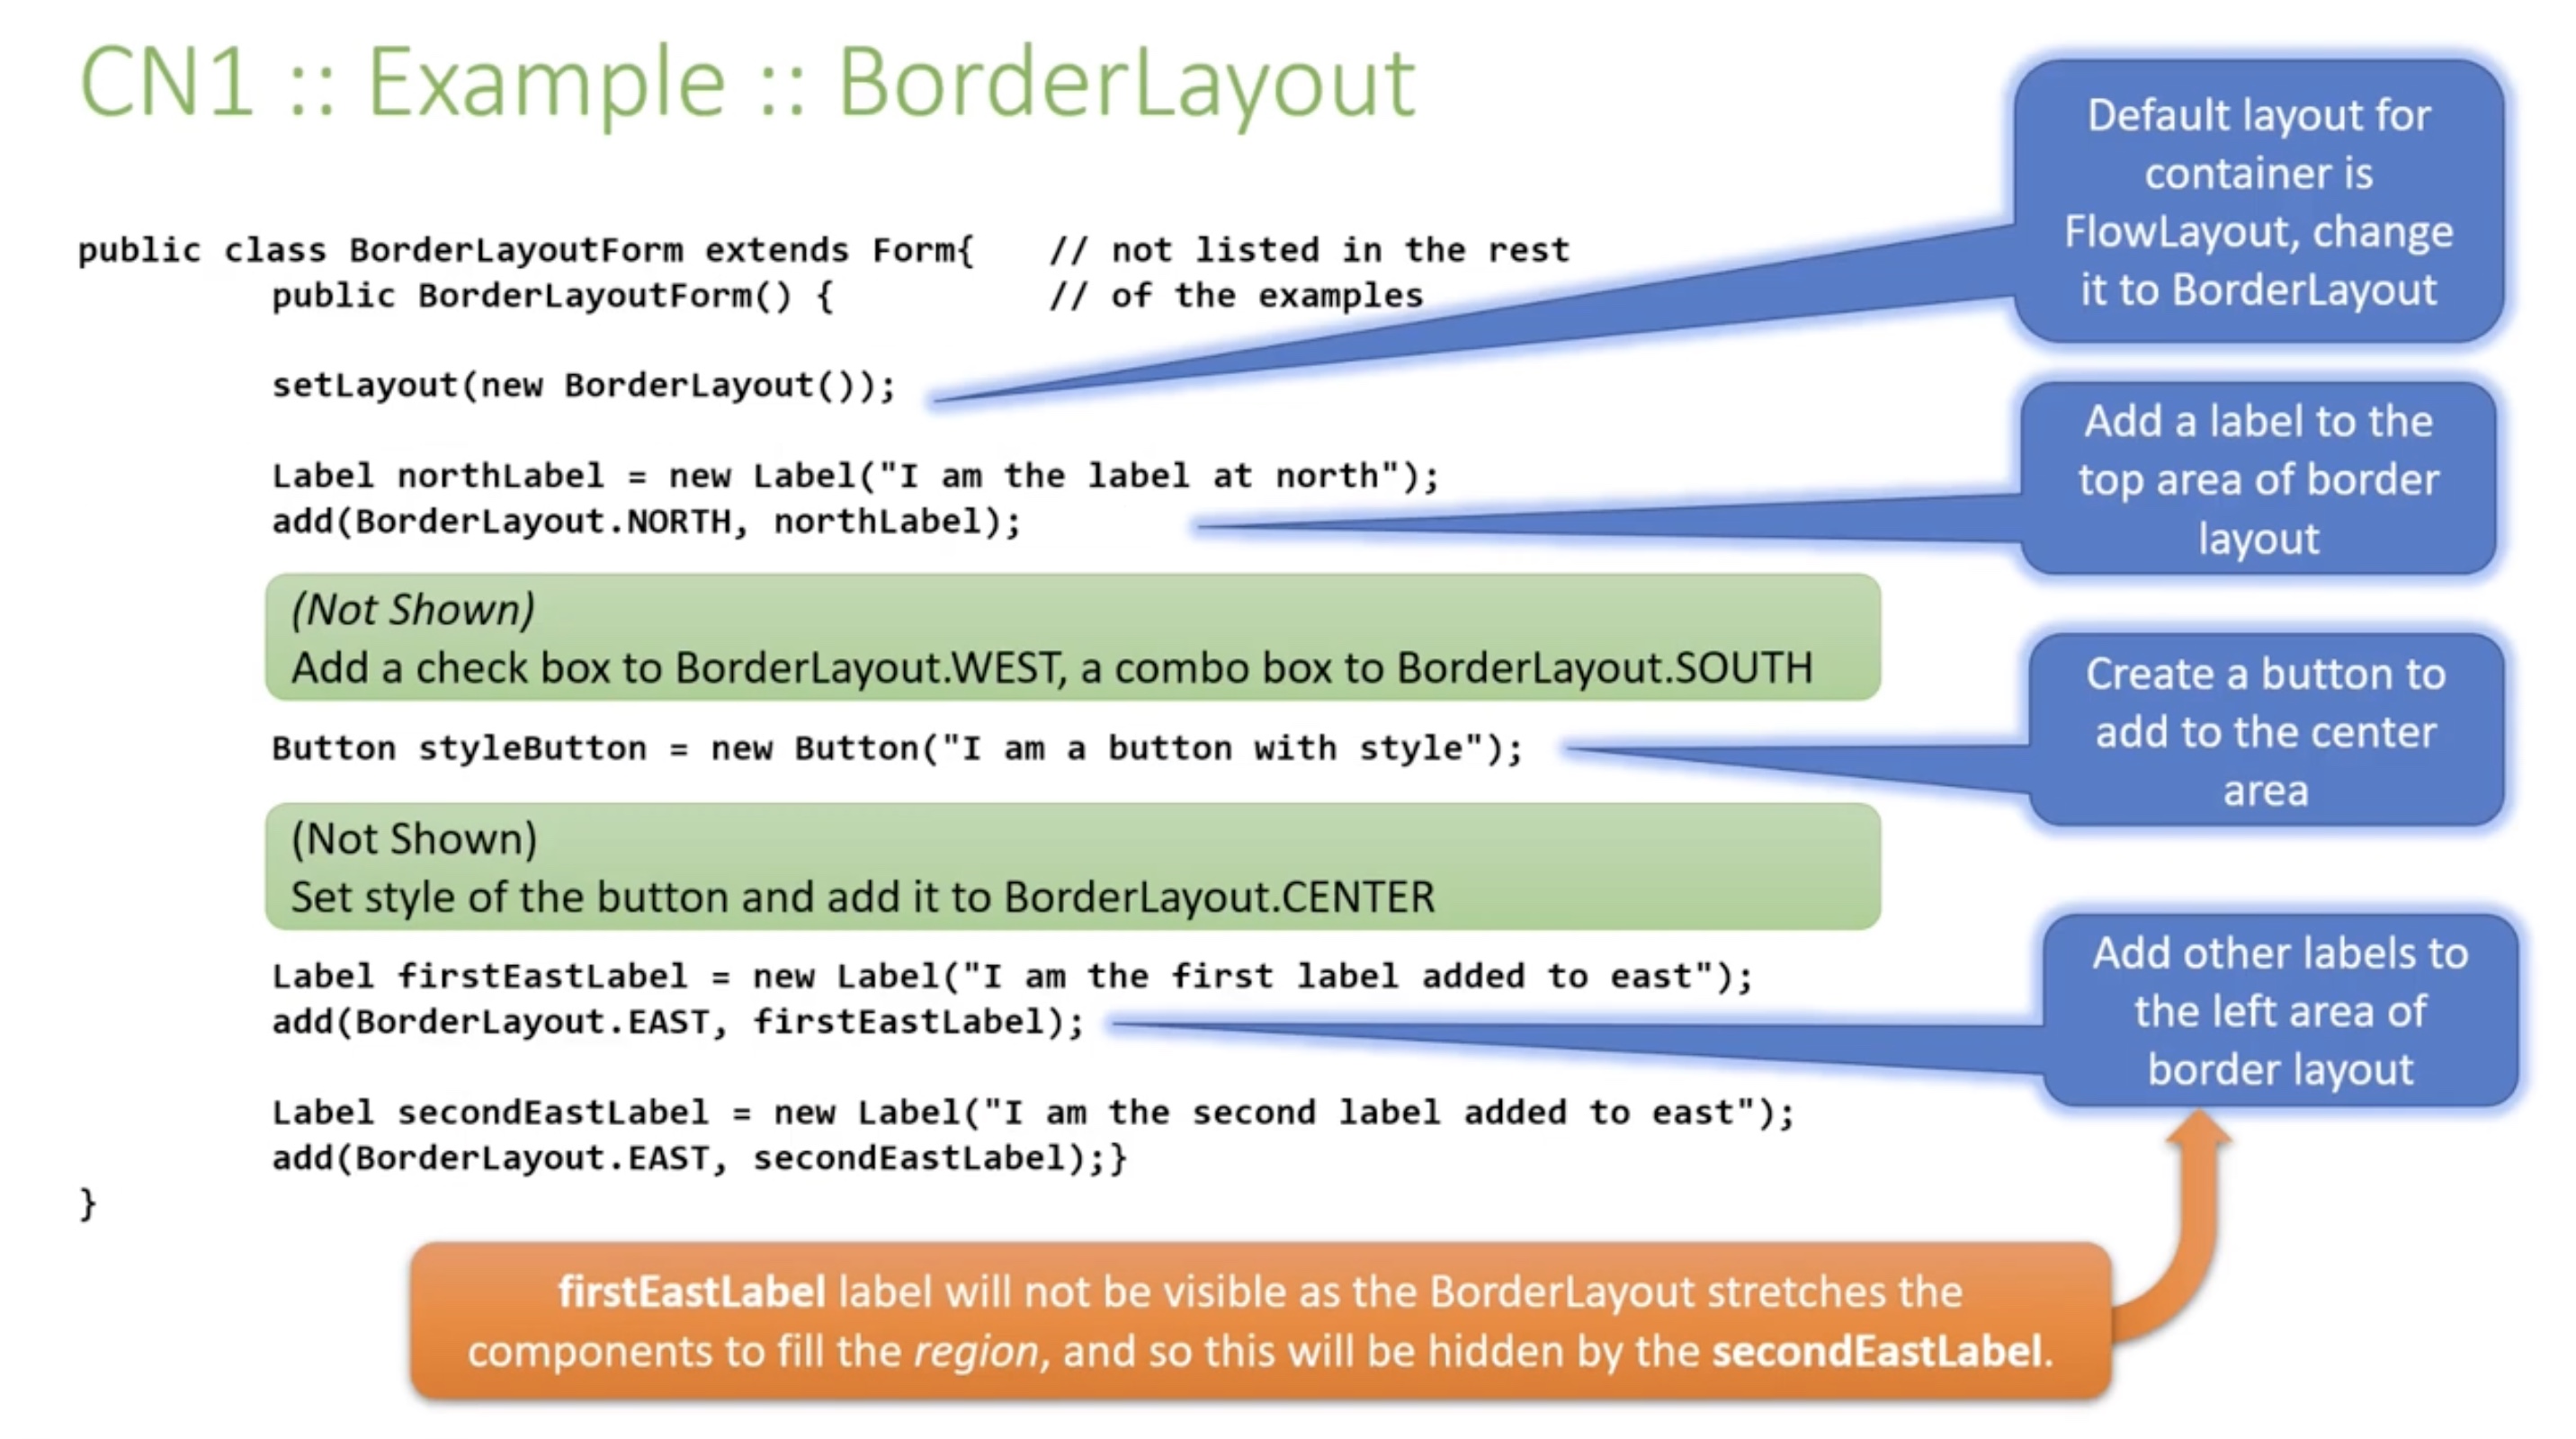 CN1 :: Example :: BorderLayout
public class BorderLayoutForm extends Form{    // not listed in the rest
public BorderLayoutForm() {    // of the examples
setLayout(new BorderLayout());
Label northLabel = new Label("I am the label at north");
add(BorderLayout.NORTH, northLabel);
(Not Shown)
Add a check box to BorderLayout.WEST, a combo box to BorderLayout.SOUTH
Button styleButton = new Button("I am a button with style");
(Not Shown)
Set style of the button and add it to BorderLayout.CENTER
Label firstEastLabel = new Label("I am the first label added to east");
add(BorderLayout.EAST, firstEastLabel);
Label secondEastLabel = new Label("I am the second label added to east");
add(BorderLayout.EAST, secondEastLabel);}
}
Default layout for
container is
FlowLayout, change
it to BorderLayout
Add a label to the
top area of border
layout
Create a button to
add to the center
area
Add other labels to
the left area of
border layout
firstEastLabel label will not be visible as the BorderLayout stretches the
components to fill the region, and so this will be hidden by the secondEastLabel.